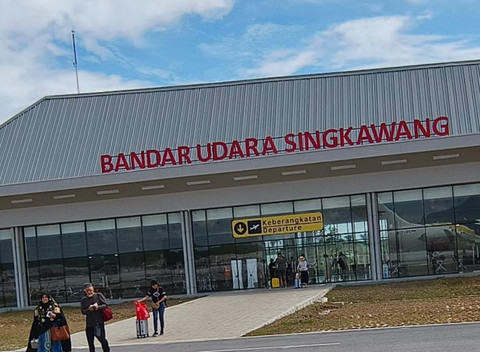 BANDAR UDARA SINGKAWANG
Keberangkatan
Departure